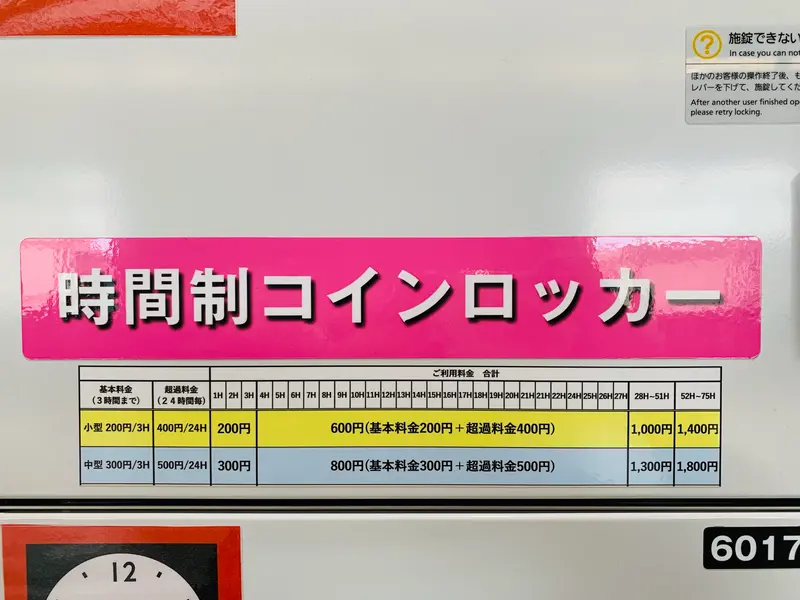 施錠できない
In case you can not
ほかのお客様の操作終了後、も
レバーを下げて、施錠してくだ
After another user finished op
please retry locking.
時間制コインロッカー
ご利用料金 合計
基本料金
(3時間まで)
超過料金
(24時間毎)
1H 2H 3H 4H 5H 6H 7H 8H 9H 10H 11H 12H 13H 14H 15H 16H 17H 18H 19H 20H 21H 21H 23H 24H 25H 26H 27H 28H~51H 52H~75H
小型 200円/3H 400円/24H 200円 600円(基本料金200円+超過料金400円) 1,000円 1,400円
中型 300円/3H 500円/24H 300円 800円(基本料金300円+超過料金500円) 1,300円 1,800円
6017
12